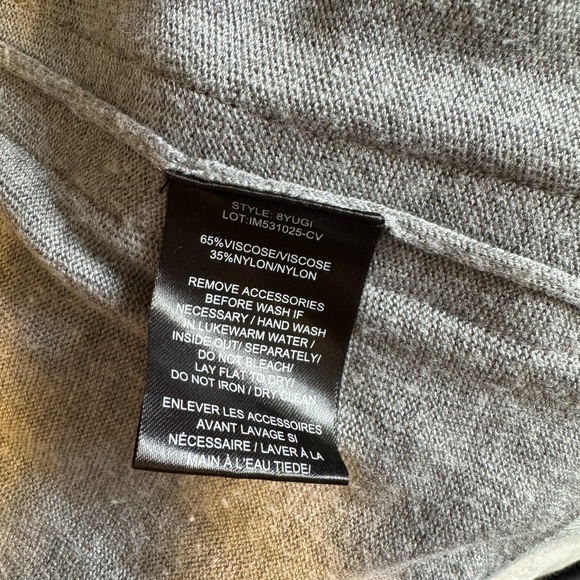 STYLE: 8YUGI
LOT:IM531025-CV
65%VISCOSE/VISCOSE
35%NYLON/NYLON
REMOVE ACCESSORIES
BEFORE WASH IF
NECESSARY / HAND WASH
IN LUKEWARM WATER /
INSIDE OUT/ SEPARATELY/
DO NOT BLEACH/
LAY FLAT TO DRY/
DO NOT IRON / DRY CLEAN
ENLEVER LES ACCESSOIRES
AVANT LAVAGE SI
NÉCESSAIRE / LAVER À LA
MAIN À L'EAU TIEDE/